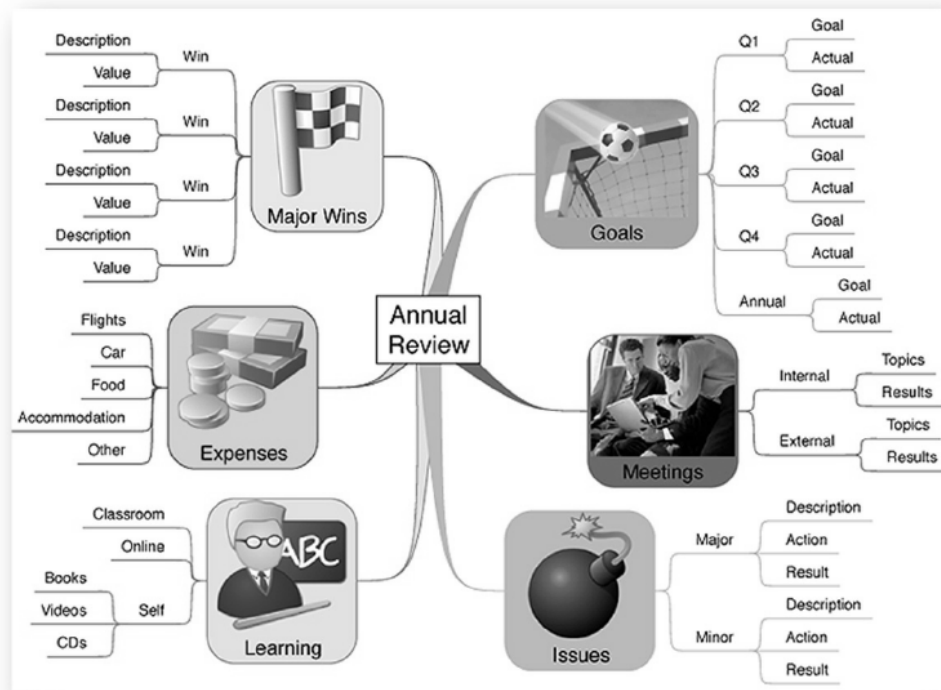 Annual
Review
Goals
Q1
Goal
Actual
Q2
Goal
Actual
Q3
Goal
Actual
Q4
Goal
Actual
Annual
Goal
Actual
Meetings
Internal
Topics
Results
External
Topics
Results
Issues
Major
Description
Action
Result
Minor
Description
Action
Result
Major Wins
Win
Description
Value
Win
Description
Value
Win
Description
Value
Win
Description
Value
Expenses
Flights
Car
Food
Accommodation
Other
Learning
ABC
Classroom
Online
Self
Books
Videos
CDs